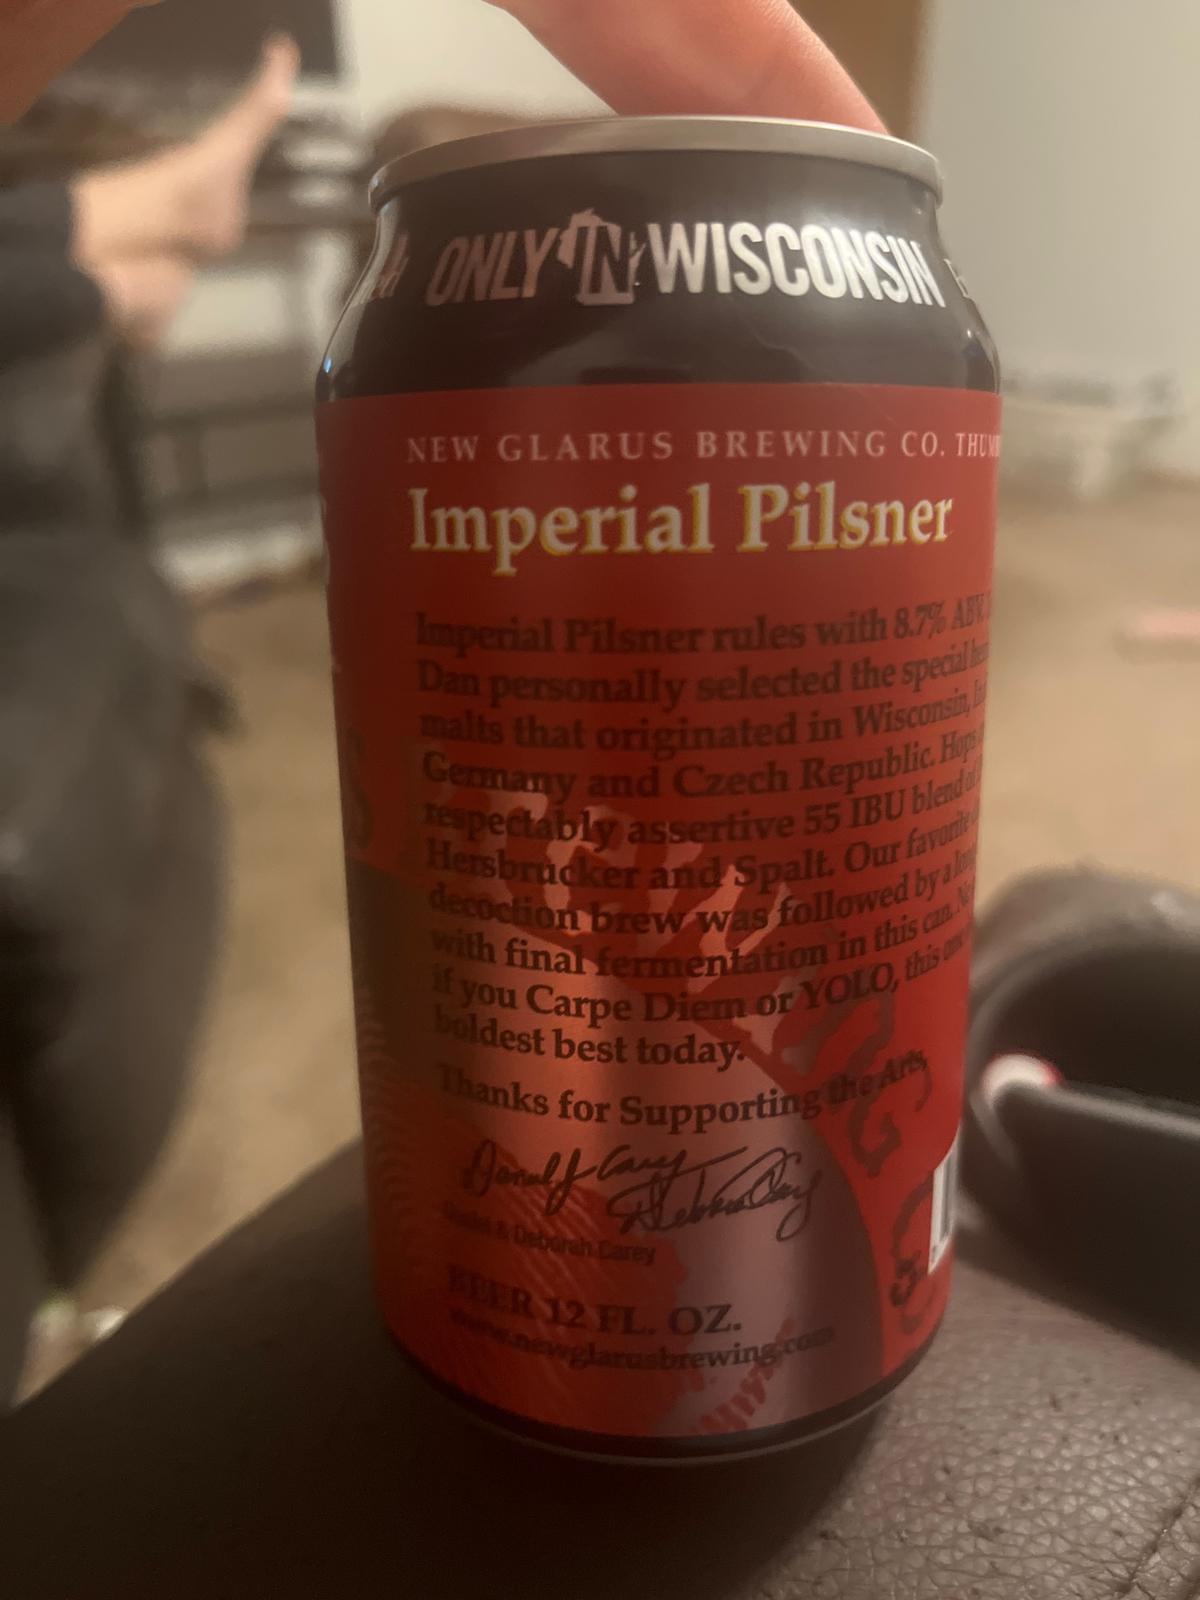 ONLY IN WISCONSIN
NEW GLARUS BREWING CO.
Imperial Pilsner
Imperial Pilsner rules with 8.7% ABV.
Dan personally selected the special
malts that originated in Wisconsin,
Germany and Czech Republic. Hops
respectably assertive 55 IBU blend of
Hersbrucker and Spalt. Our favorite
decoction brew was followed by a
with final fermentation in this can.
if you Carpe Diem or YOLO, this one
boldest best today.
Thanks for Supporting the Arts,
& Deborah Carey
BEER 12 FL. OZ.
www.newglarusbrewing.com